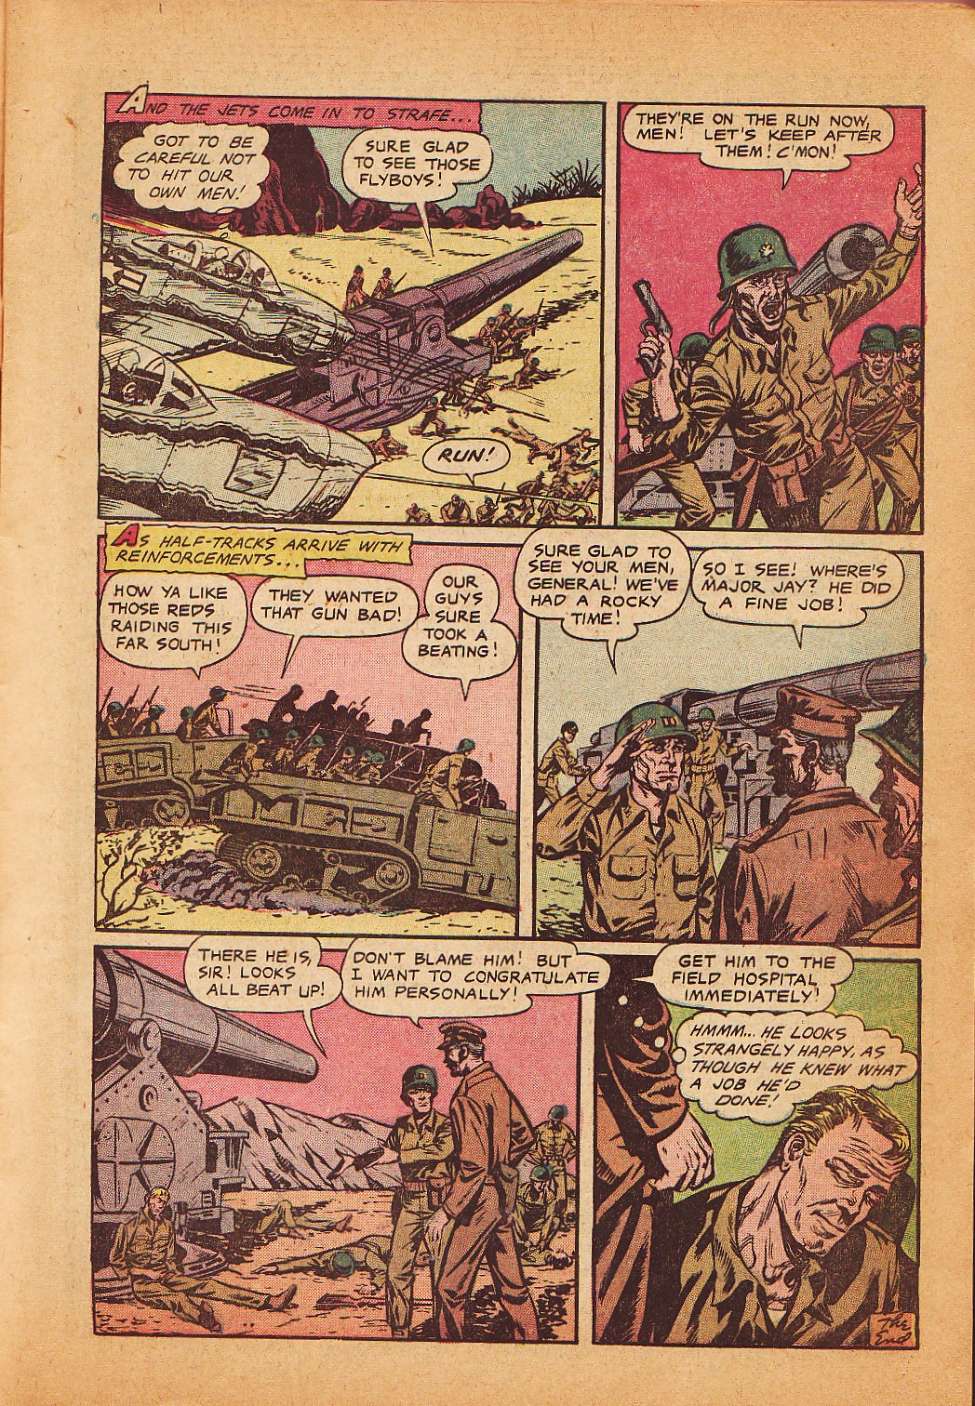 AND THE JETS COME IN TO STRAFE...
GOT TO BE
CAREFUL NOT
TO HIT OUR
OWN MEN!
SURE GLAD
TO SEE THOSE
FLYBOYS!
RUN!
THEY'RE ON THE RUN NOW,
MEN! LET'S KEEP AFTER
THEM! C'MON!
AS HALF-TRACKS ARRIVE WITH
REINFORCEMENTS...
HOW YA LIKE
THOSE REDS
RAIDING THIS
FAR SOUTH!
THEY WANTED
THAT GUN BAD!
OUR
GUYS
SURE
TOOK A
BEATING!
SURE GLAD TO
SEE YOUR MEN,
GENERAL! WE'VE
HAD A ROCKY
TIME!
SO I SEE! WHERE'S
MAJOR JAY? HE DID
A FINE JOB!
THERE HE IS,
SIR! LOOKS
ALL BEAT UP!
DON'T BLAME HIM! BUT
I WANT TO CONGRATULATE
HIM PERSONALLY!
GET HIM TO THE
FIELD HOSPITAL
IMMEDIATELY!
HMMM... HE LOOKS
STRANGELY HAPPY, AS
THOUGH HE KNEW WHAT
A JOB HE'D
DONE!
The
End